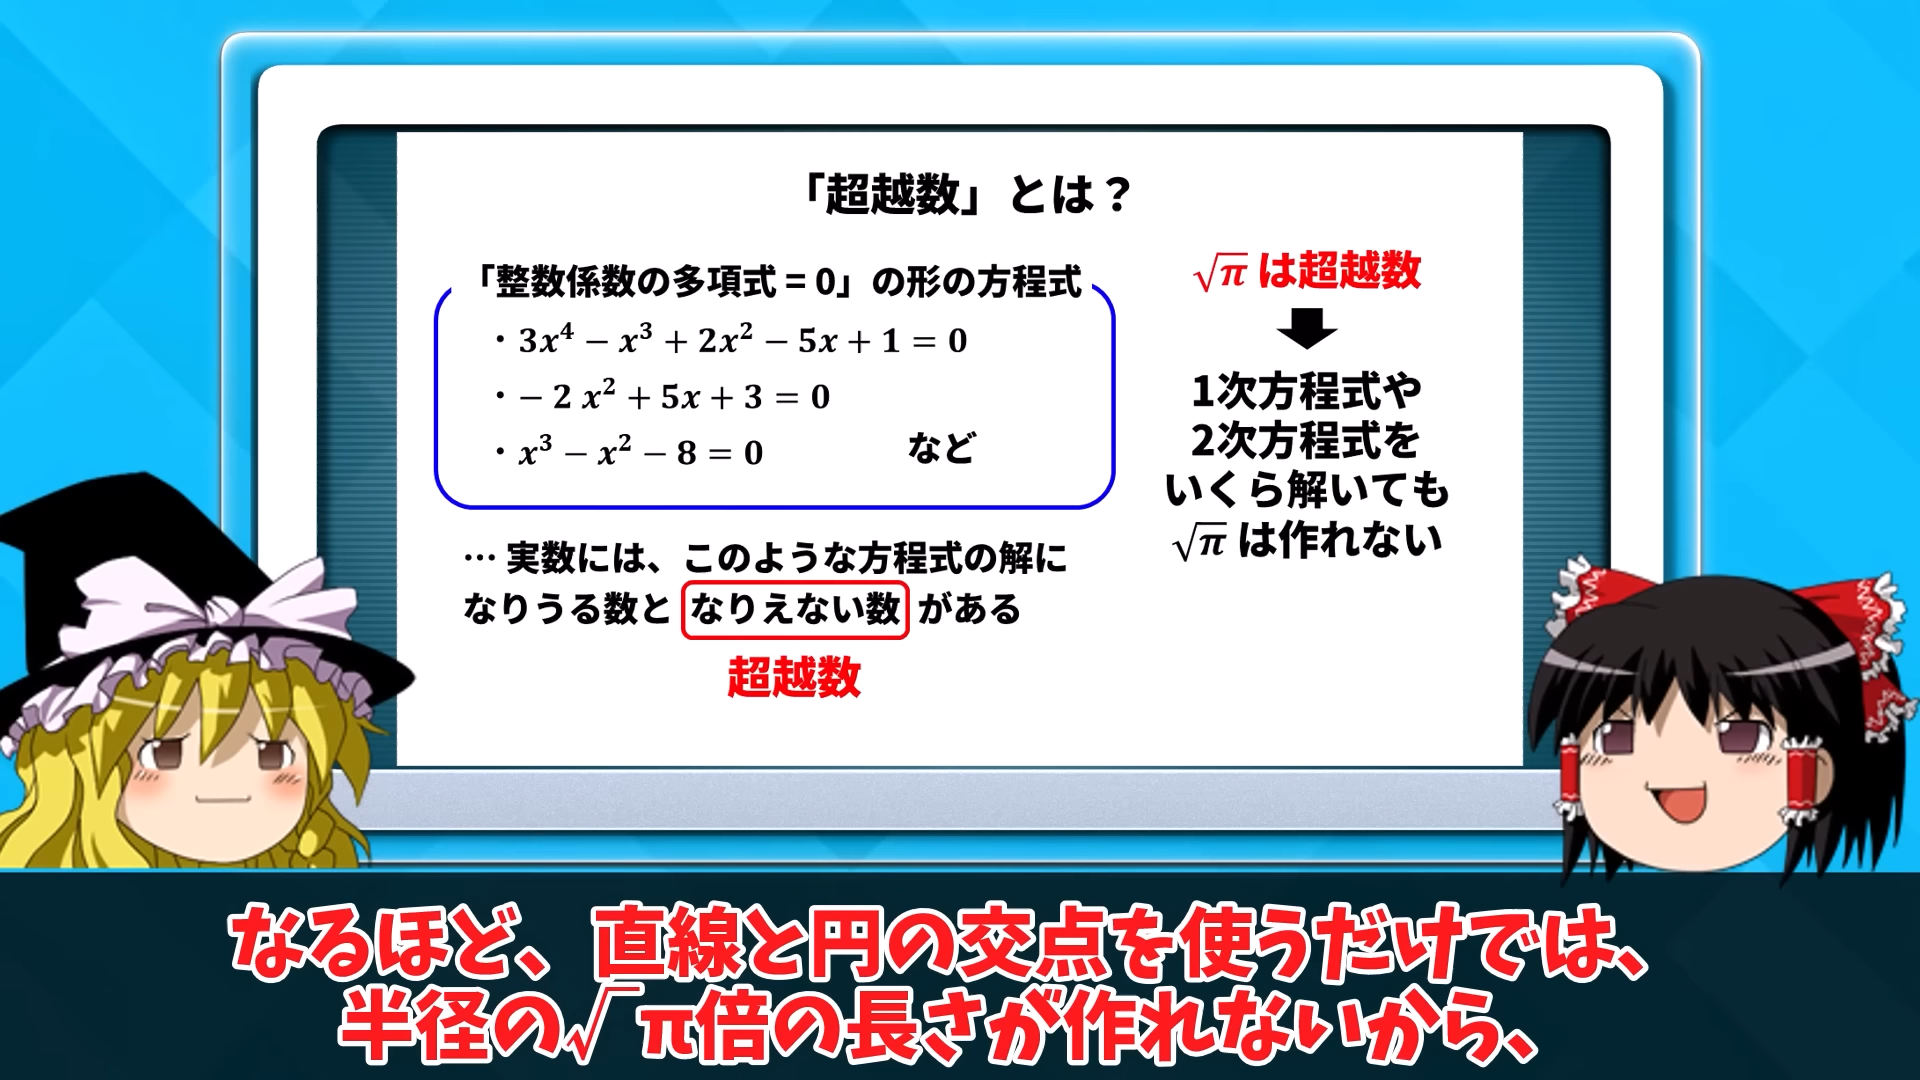 「超越数」とは？
「整数係数の多項式 = 0」の形の方程式
・3x⁴ − x³ + 2x² − 5x + 1 = 0
・− 2 x² + 5x + 3 = 0
・x³ − x² − 8 = 0 など
… 実数には、このような方程式の解に
なりうる数と なりえない数 がある
超越数
√π は超越数
1次方程式や
2次方程式を
いくら解いても
√π は作れない
なるほど、直線と円の交点を使うだけでは、
半径の√π倍の長さが作れないから、